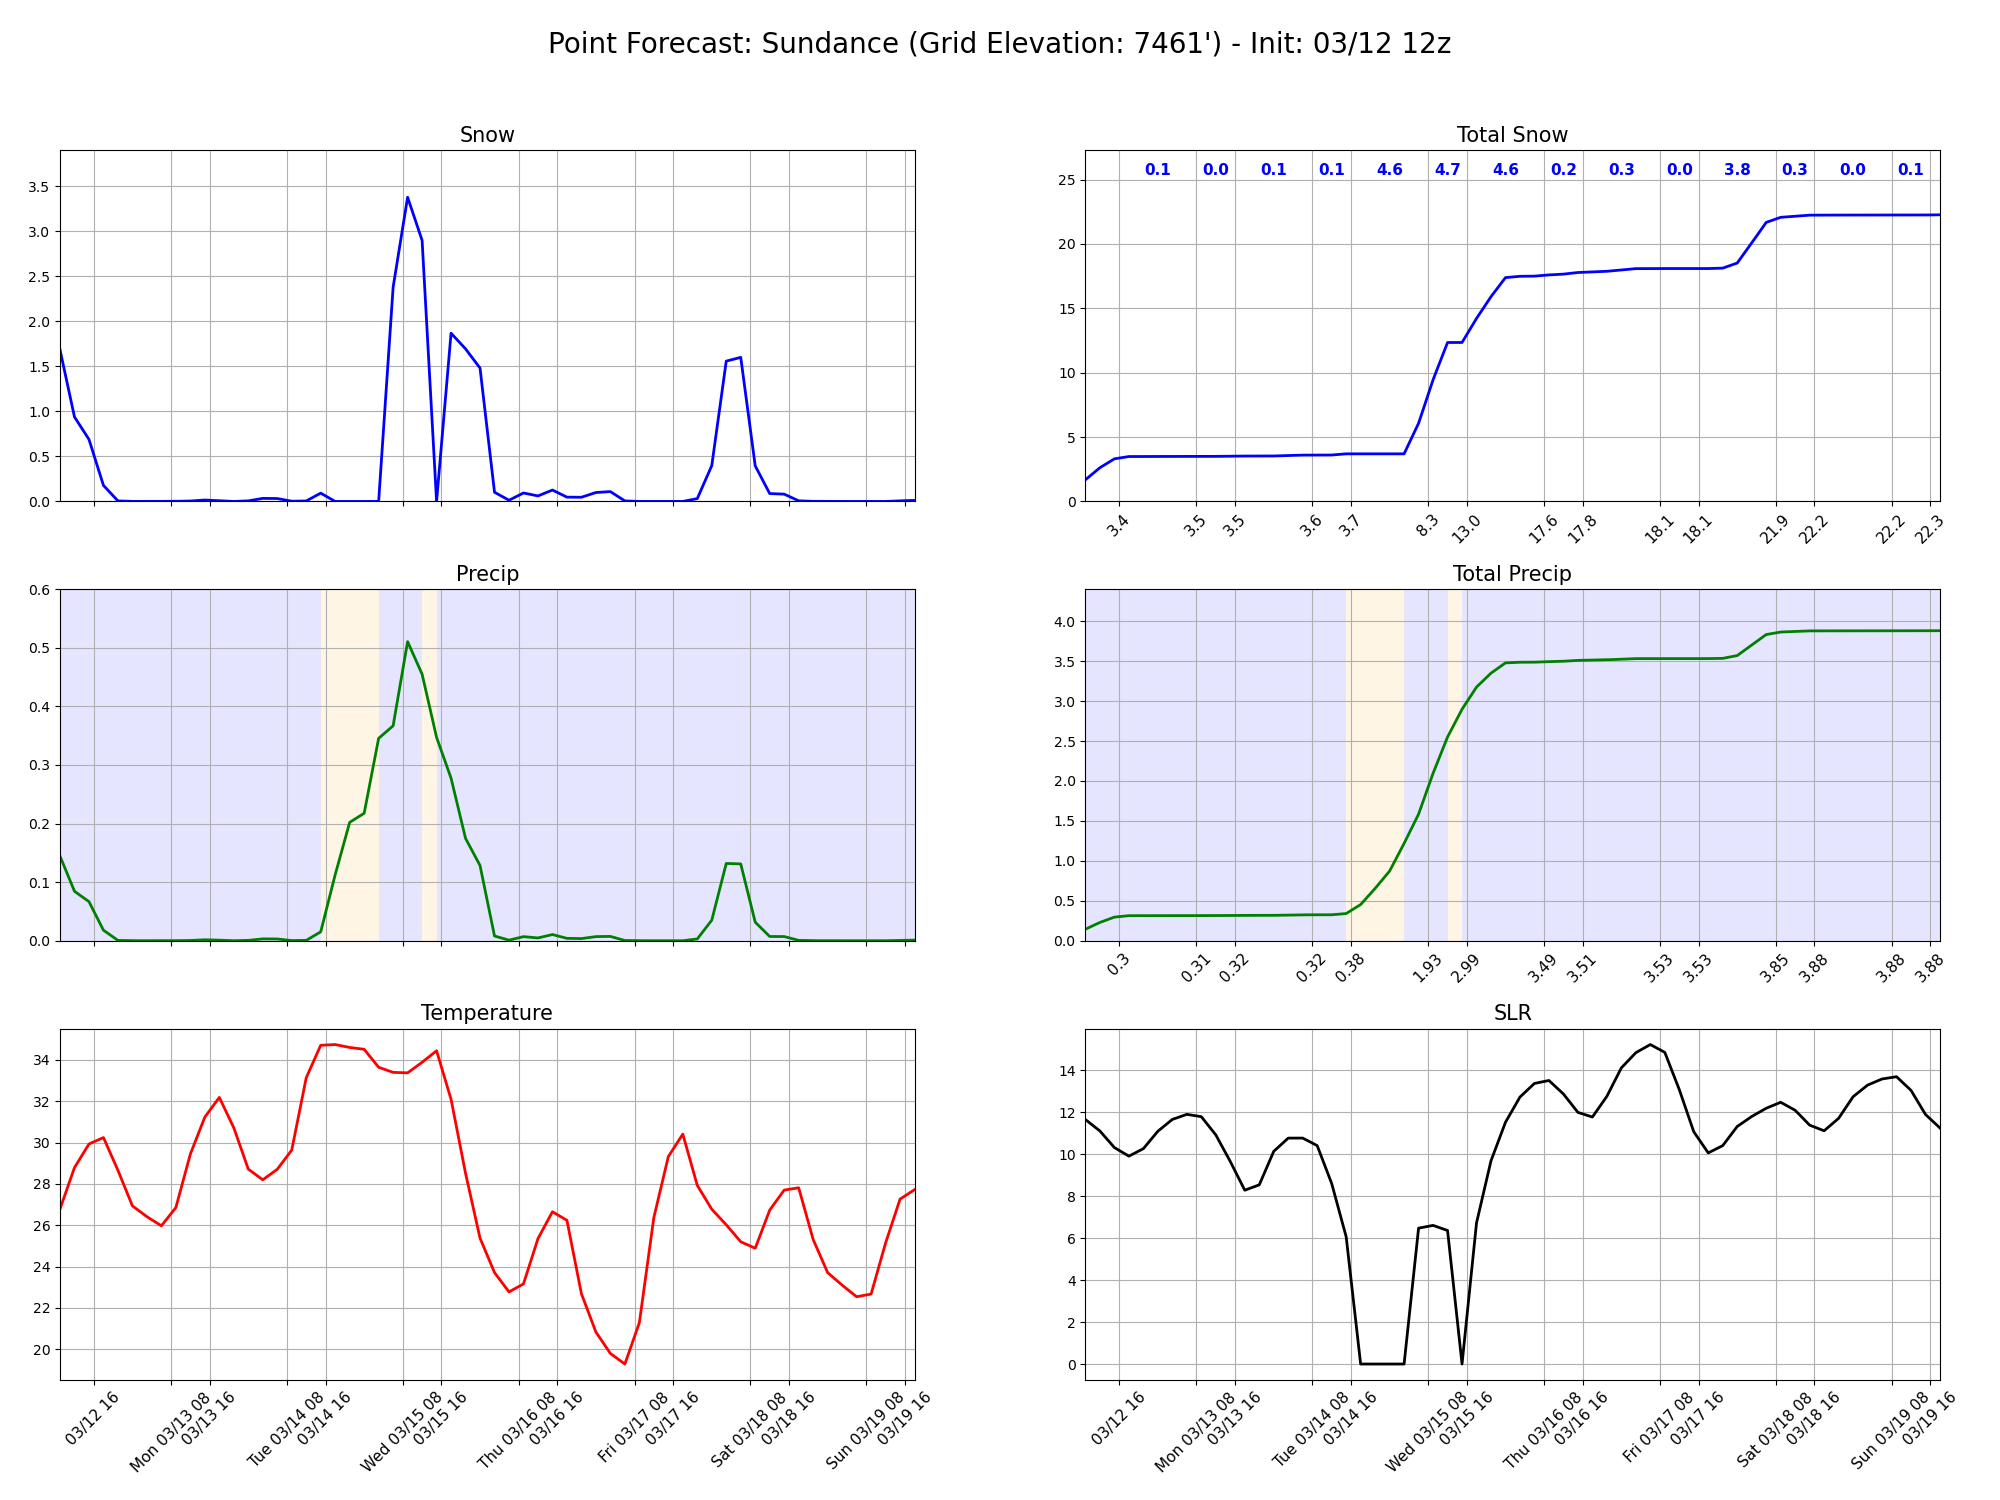 Point Forecast: Sundance (Grid Elevation: 7461') - Init: 03/12 12z
Snow
3.5
3.0
2.5
2.0
1.5
1.0
0.5
0.0
Total Snow
0.1 0.0 0.1 0.1 4.6 4.7 4.6 0.2 0.3 0.0 3.8 0.3 0.0 0.1
25
20
15
10
5
0
3.4 3.5 3.5 3.6 3.7 8.3 13.0 17.6 17.8 18.1 18.1 21.9 22.2 22.2 22.3
Precip
0.6
0.5
0.4
0.3
0.2
0.1
0.0
Total Precip
4.0
3.5
3.0
2.5
2.0
1.5
1.0
0.5
0.0
0.3 0.31 0.32 0.32 0.38 1.93 2.99 3.49 3.51 3.53 3.53 3.85 3.88 3.88 3.88
Temperature
34
32
30
28
26
24
22
20
03/12 16
Mon 03/13 08
03/13 16
Tue 03/14 08
03/14 16
Wed 03/15 08
03/15 16
Thu 03/16 08
03/16 16
Fri 03/17 08
03/17 16
Sat 03/18 08
03/18 16
Sun 03/19 08
03/19 16
SLR
14
12
10
8
6
4
2
0
03/12 16
Mon 03/13 08
03/13 16
Tue 03/14 08
03/14 16
Wed 03/15 08
03/15 16
Thu 03/16 08
03/16 16
Fri 03/17 08
03/17 16
Sat 03/18 08
03/18 16
Sun 03/19 08
03/19 16